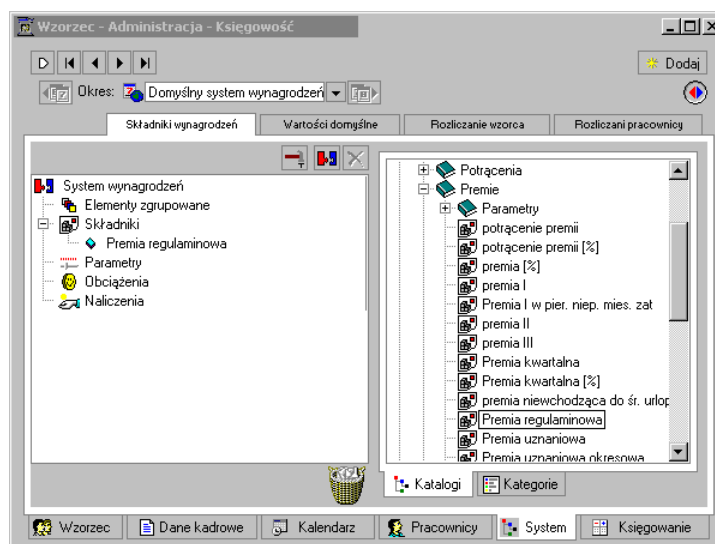 Wzorzec - Administracja - Księgowość
Dodaj
Okres: Domyślny system wynagrodzeń
Składniki wynagrodzeń
Wartości domyślne
Rozliczanie wzorca
Rozliczani pracownicy
System wynagrodzeń
Elementy zgrupowane
Składniki
Premia regulaminowa
Parametry
Obciążenia
Naliczenia
Potrącenia
Premie
Parametry
potrącenie premii
potrącenie premii [%]
premia [%]
premia I
Premia I w pier. niep. mies. zat
premia II
premia III
Premia kwartalna
Premia kwartalna [%]
premia niewchodząca do śr. urlop
Premia regulaminowa
Premia uznaniowa
Premia uznaniowa okresowa
Katalogi
Kategorie
Wzorzec
Dane kadrowe
Kalendarz
Pracownicy
System
Księgowanie